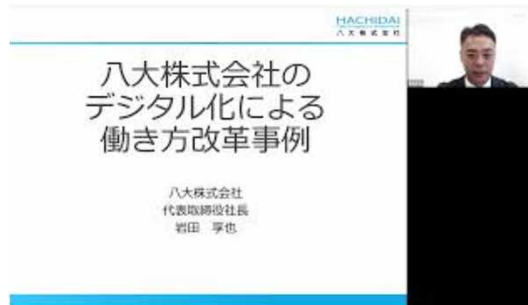 HACHIDAI
八大株式会社
八大株式会社の
デジタル化による
働き方改革事例
八大株式会社
代表取締役社長
岩田 享也